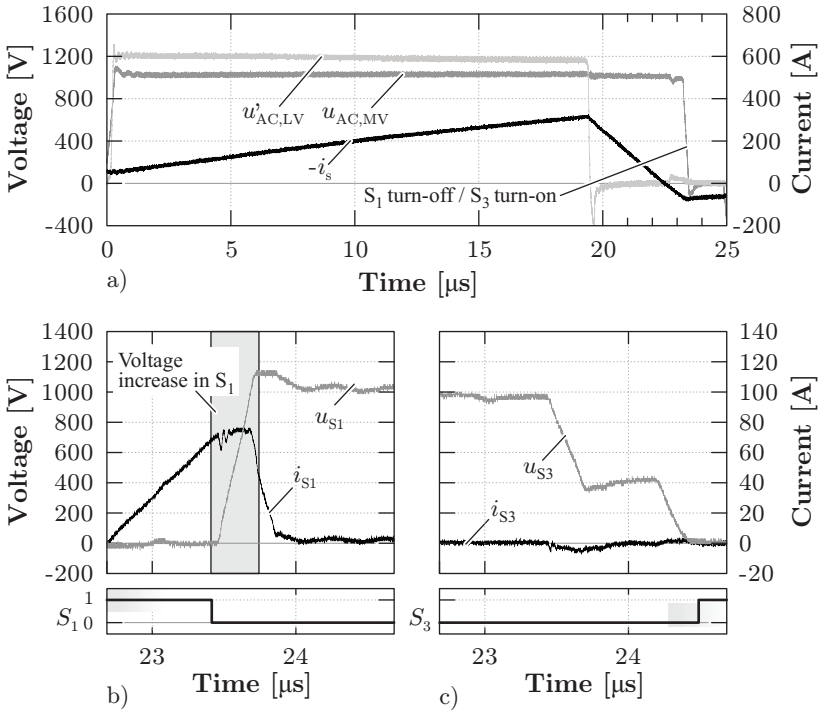 1600 800
1200 600
800 400
400 200
0 0
-400 -200
Voltage [V]
Current [A]
u'AC,LV uAC,MV
-is
S1 turn-off / S3 turn-on
0 5 10 15 20 25
Time [μs]
a)
1400 140
1200 120
1000 100
800 80
600 60
400 40
200 20
0 0
-200 -20
Voltage [V]
Current [A]
Voltage
increase in S1
uS1
iS1
uS3
iS3
1
S1 0
S3
23 24 23 24
Time [μs] Time [μs]
b) c)